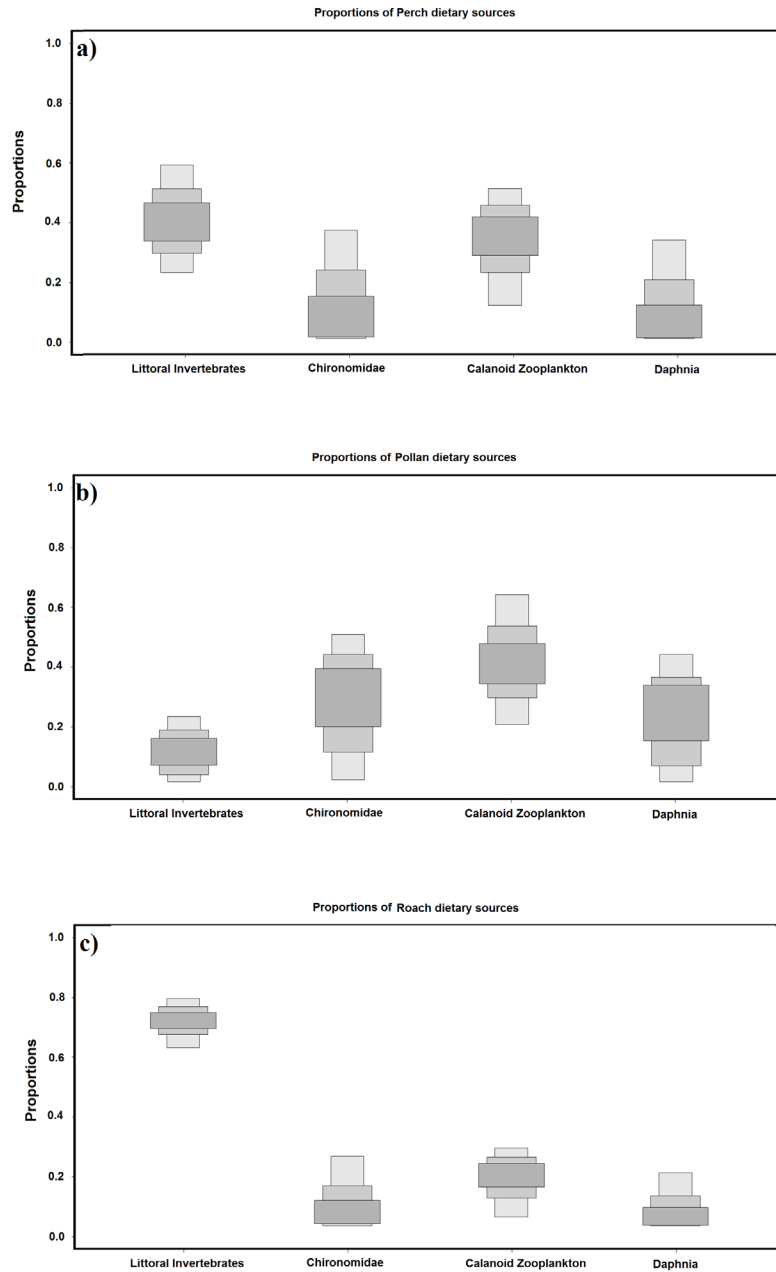 Proportions of Perch dietary sources
a)
1.0
0.8
0.6
0.4
0.2
0.0
Proportions
Littoral Invertebrates Chironomidae Calanoid Zooplankton Daphnia
Proportions of Pollan dietary sources
b)
1.0
0.8
0.6
0.4
0.2
0.0
Proportions
Littoral Invertebrates Chironomidae Calanoid Zooplankton Daphnia
Proportions of Roach dietary sources
c)
1.0
0.8
0.6
0.4
0.2
0.0
Proportions
Littoral Invertebrates Chironomidae Calanoid Zooplankton Daphnia